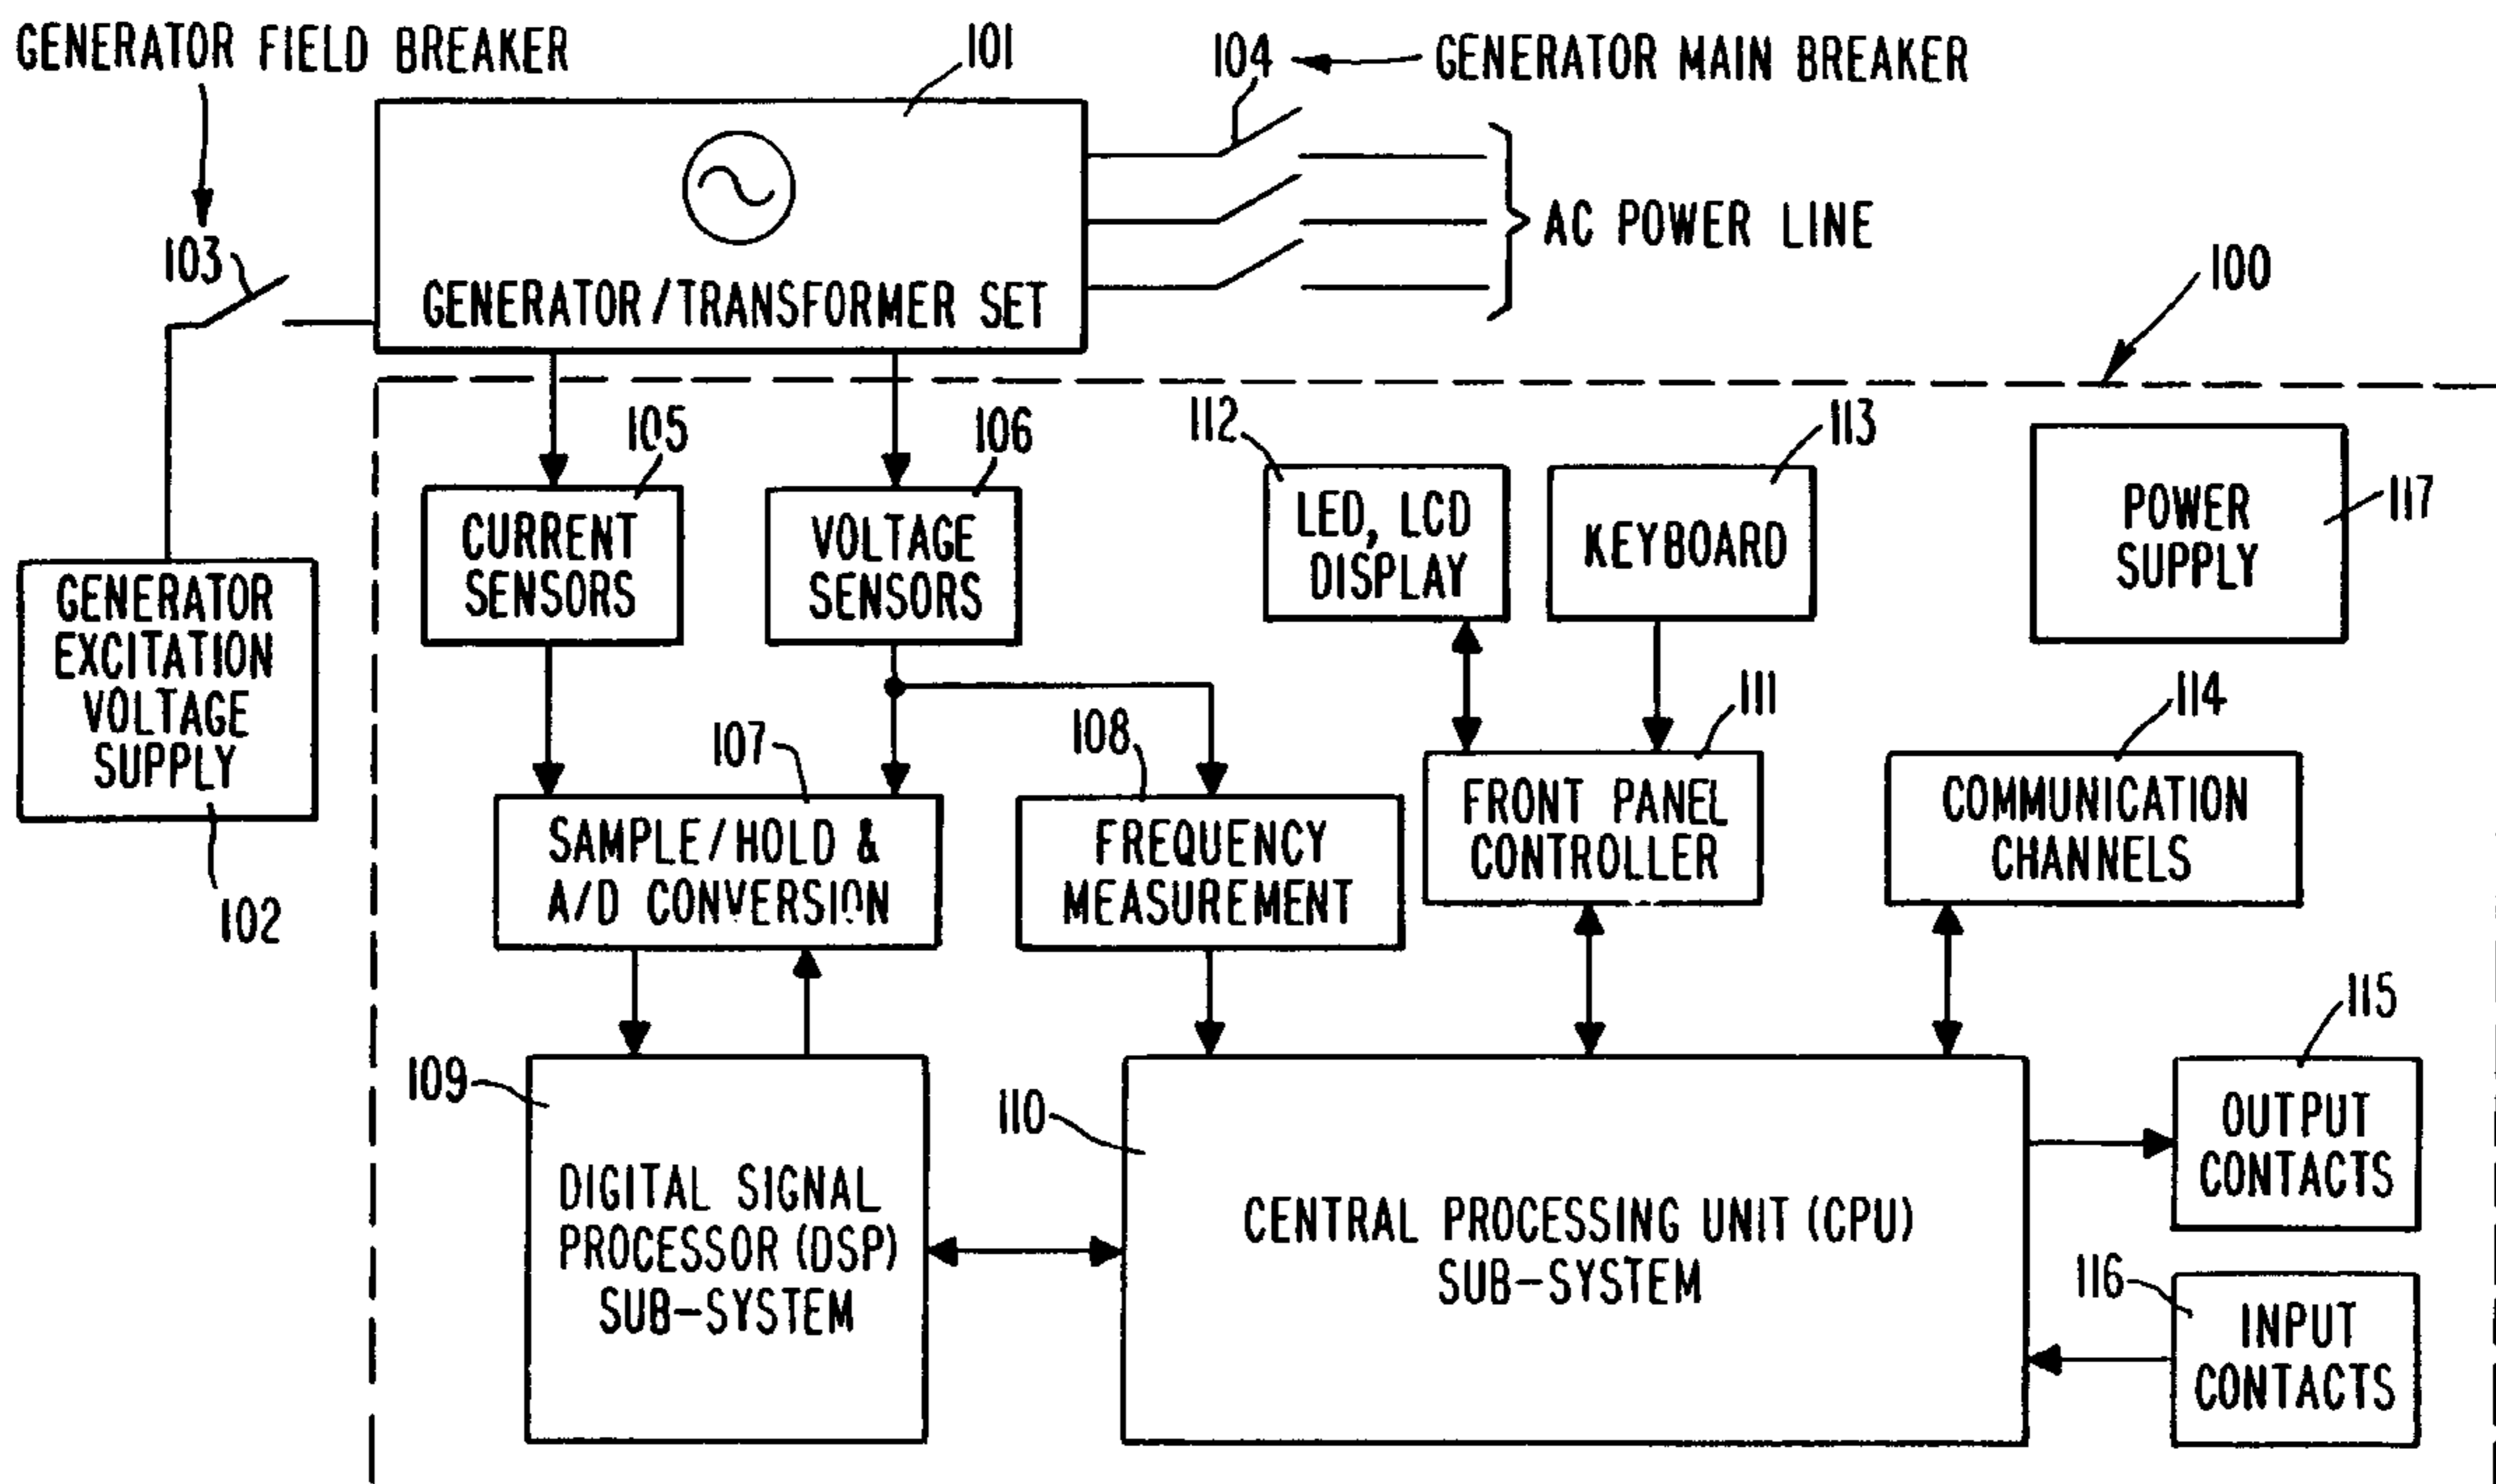 GENERATOR FIELD BREAKER
101
104
GENERATOR MAIN BREAKER
103
GENERATOR/TRANSFORMER SET
AC POWER LINE
100
105
106
112
113
CURRENT
SENSORS
VOLTAGE
SENSORS
LED, LCD
DISPLAY
KEYBOARD
POWER
SUPPLY
117
GENERATOR
EXCITATION
VOLTAGE
SUPPLY
102
107
108
111
114
SAMPLE/HOLD &
A/D CONVERSION
FREQUENCY
MEASUREMENT
FRONT PANEL
CONTROLLER
COMMUNICATION
CHANNELS
109
110
115
DIGITAL SIGNAL
PROCESSOR (DSP)
SUB-SYSTEM
CENTRAL PROCESSING UNIT (CPU)
SUB-SYSTEM
OUTPUT
CONTACTS
116
INPUT
CONTACTS